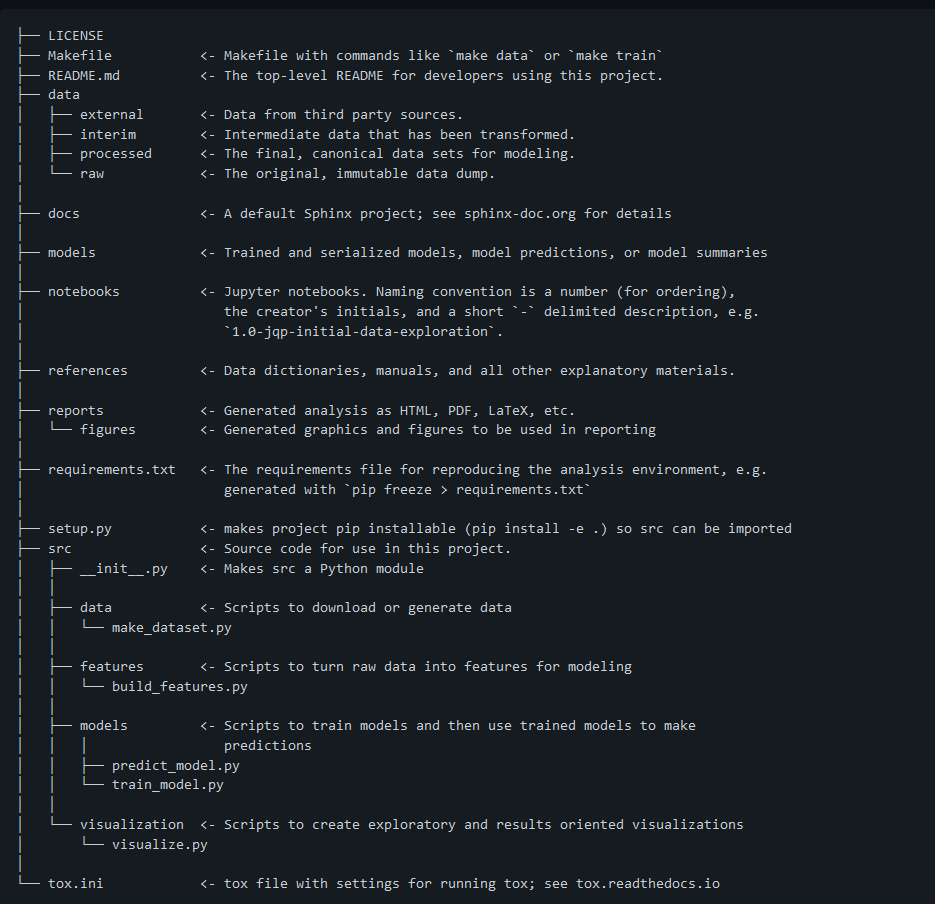 ├── LICENSE
├── Makefile           <- Makefile with commands like `make data` or `make train`
├── README.md          <- The top-level README for developers using this project.
├── data
│   ├── external       <- Data from third party sources.
│   ├── interim        <- Intermediate data that has been transformed.
│   ├── processed      <- The final, canonical data sets for modeling.
│   └── raw            <- The original, immutable data dump.
│
├── docs               <- A default Sphinx project; see sphinx-doc.org for details
│
├── models             <- Trained and serialized models, model predictions, or model summaries
│
├── notebooks          <- Jupyter notebooks. Naming convention is a number (for ordering),
│                         the creator's initials, and a short `-` delimited description, e.g.
│                         `1.0-jqp-initial-data-exploration`.
│
├── references         <- Data dictionaries, manuals, and all other explanatory materials.
│
├── reports            <- Generated analysis as HTML, PDF, LaTeX, etc.
│   └── figures        <- Generated graphics and figures to be used in reporting
│
├── requirements.txt   <- The requirements file for reproducing the analysis environment, e.g.
│                         generated with `pip freeze > requirements.txt`
│
├── setup.py           <- makes project pip installable (pip install -e .) so src can be imported
├── src                <- Source code for use in this project.
│   ├── __init__.py    <- Makes src a Python module
│   │
│   ├── data           <- Scripts to download or generate data
│   │   └── make_dataset.py
│   │
│   ├── features       <- Scripts to turn raw data into features for modeling
│   │   └── build_features.py
│   │
│   ├── models         <- Scripts to train models and then use trained models to make
│   │   │                 predictions
│   │   ├── predict_model.py
│   │   └── train_model.py
│   │
│   └── visualization  <- Scripts to create exploratory and results oriented visualizations
│       └── visualize.py
│
└── tox.ini            <- tox file with settings for running tox; see tox.readthedocs.io